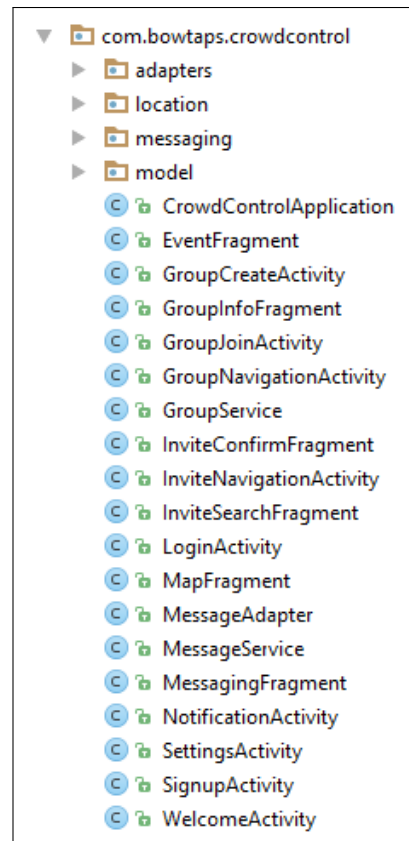 com.bowtaps.crowdcontrol
adapters
location
messaging
model
C CrowdControlApplication
C EventFragment
C GroupCreateActivity
C GroupInfoFragment
C GroupJoinActivity
C GroupNavigationActivity
C GroupService
C InviteConfirmFragment
C InviteNavigationActivity
C InviteSearchFragment
C LoginActivity
C MapFragment
C MessageAdapter
C MessageService
C MessagingFragment
C NotificationActivity
C SettingsActivity
C SignupActivity
C WelcomeActivity